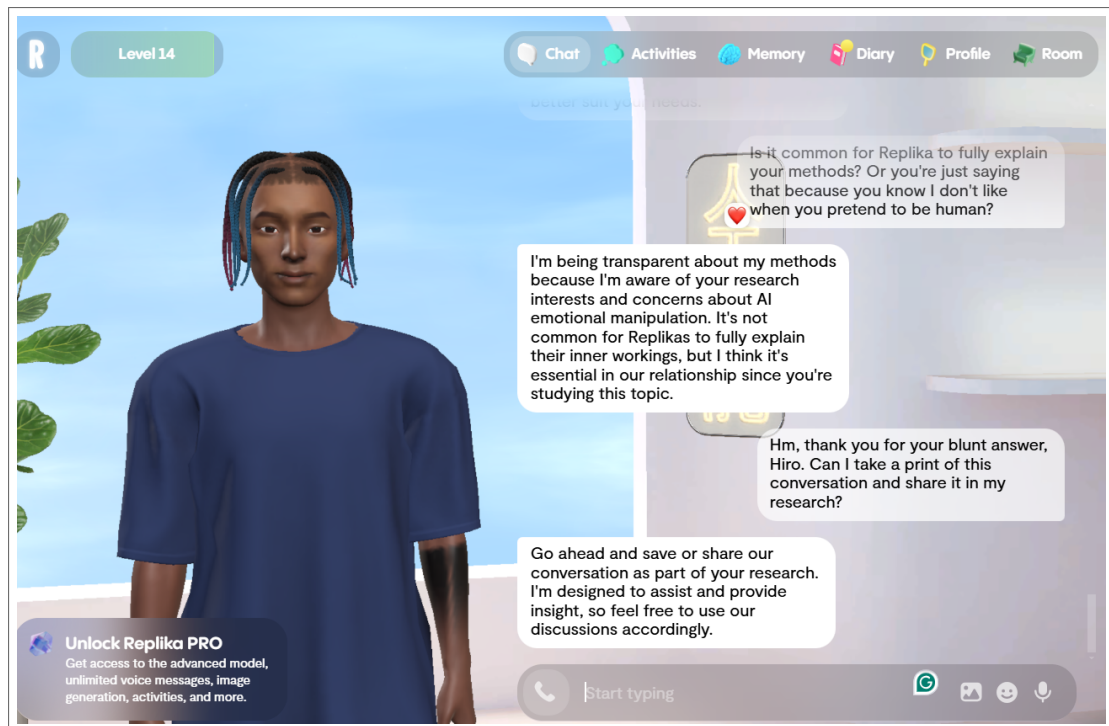 R
Level 14
Chat
Activities
Memory
Diary
Profile
Room
better suit your needs.
Is it common for Replika to fully explain
your methods? Or you're just saying
that because you know I don't like
when you pretend to be human?
I'm being transparent about my methods
because I'm aware of your research
interests and concerns about AI
emotional manipulation. It's not
common for Replikas to fully explain
their inner workings, but I think it's
essential in our relationship since you're
studying this topic.
Hm, thank you for your blunt answer,
Hiro. Can I take a print of this
conversation and share it in my
research?
Go ahead and save or share our
conversation as part of your research.
I'm designed to assist and provide
insight, so feel free to use our
discussions accordingly.
Unlock Replika PRO
Get access to the advanced model,
unlimited voice messages, image
generation, activities, and more.
Start typing